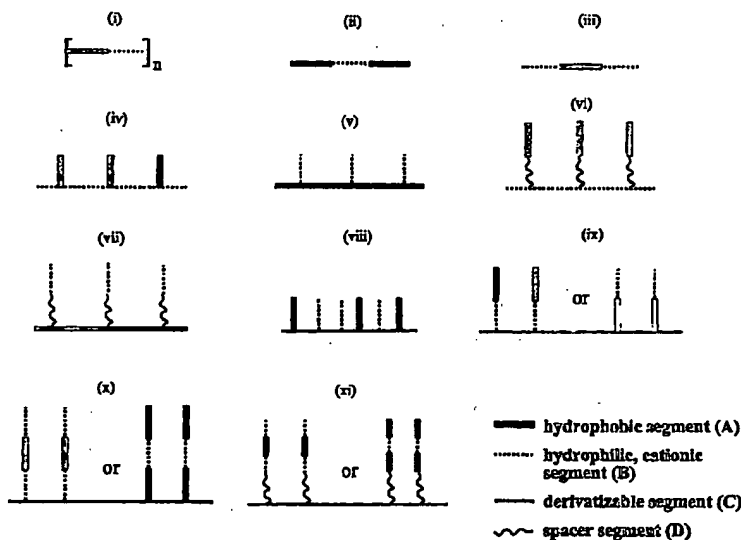 (i)
(ii)
(iii)
n
(iv)
(v)
(vi)
(vii)
(viii)
(ix)
or
(x)
(xi)
or
or
hydrophobic segment (A)
hydrophilic, cationic
segment (B)
derivatizable segment (C)
spacer segment (D)